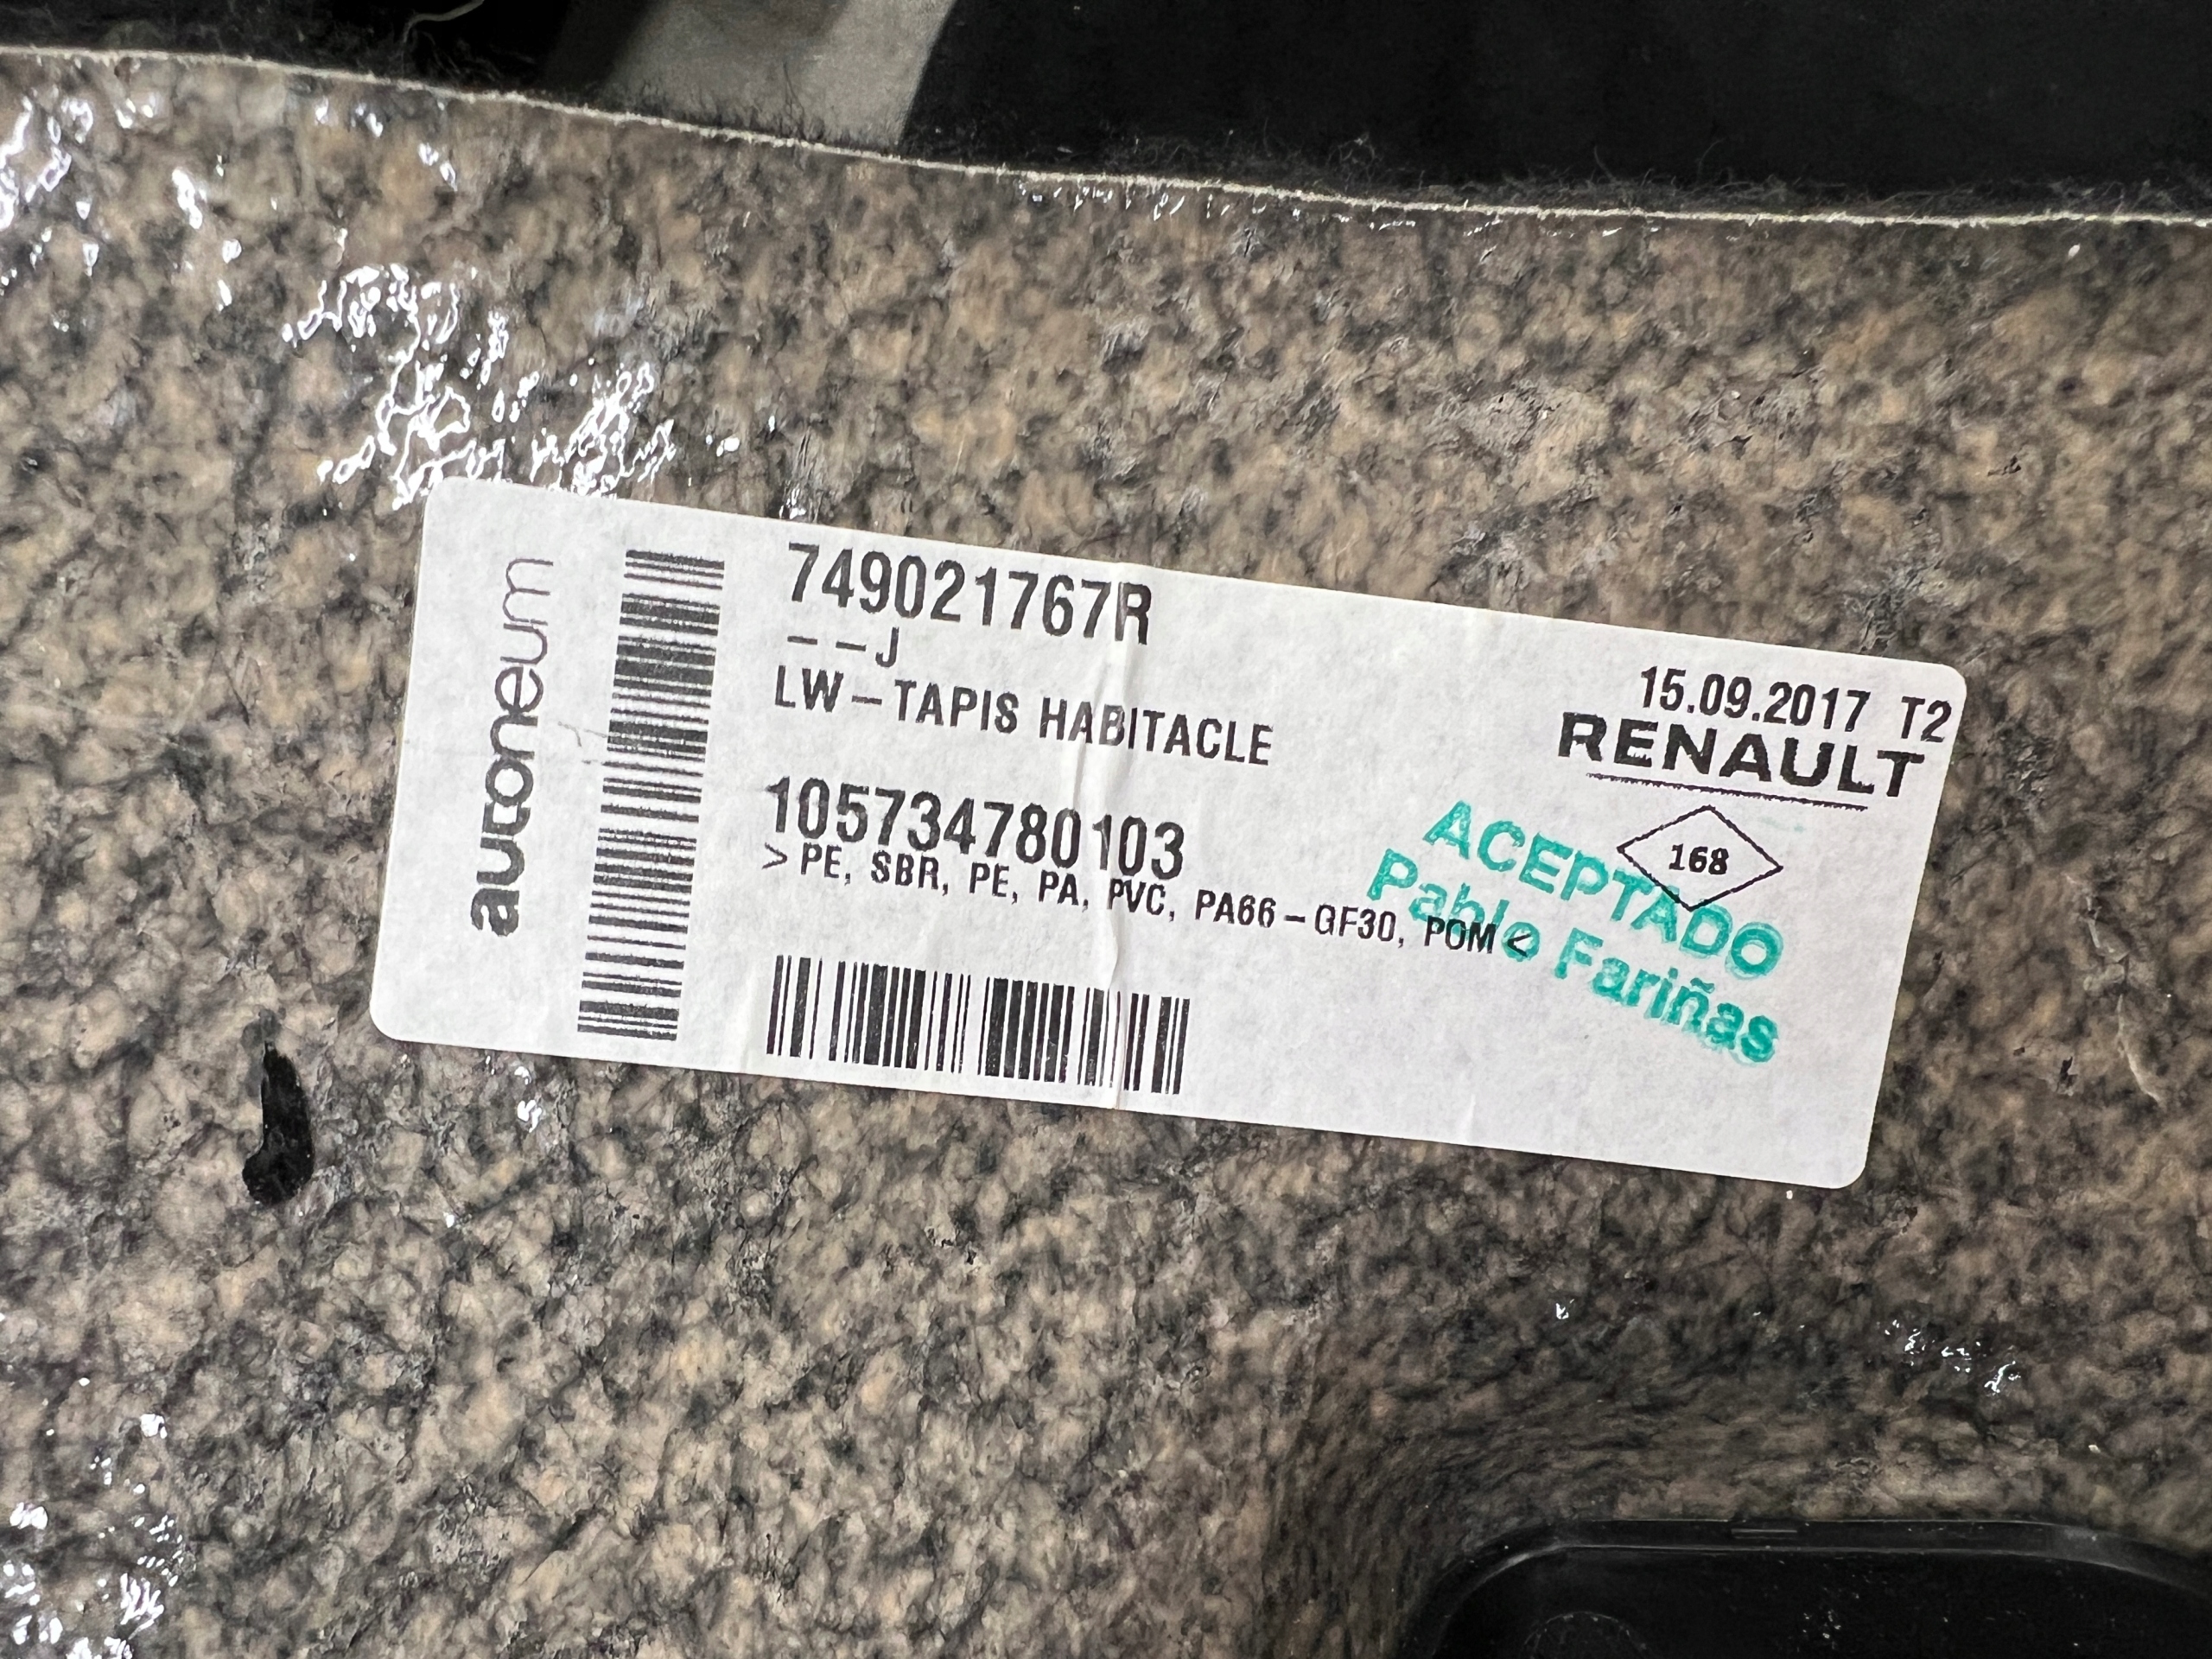 autoneum
749021767R
--J
LW-TAPIS HABITACLE
105734780103
>PE, SBR, PE, PA, PVC, PA66-GF30, POM<
15.09.2017 T2
RENAULT
168
ACEPTADO
Pablo Fariñas